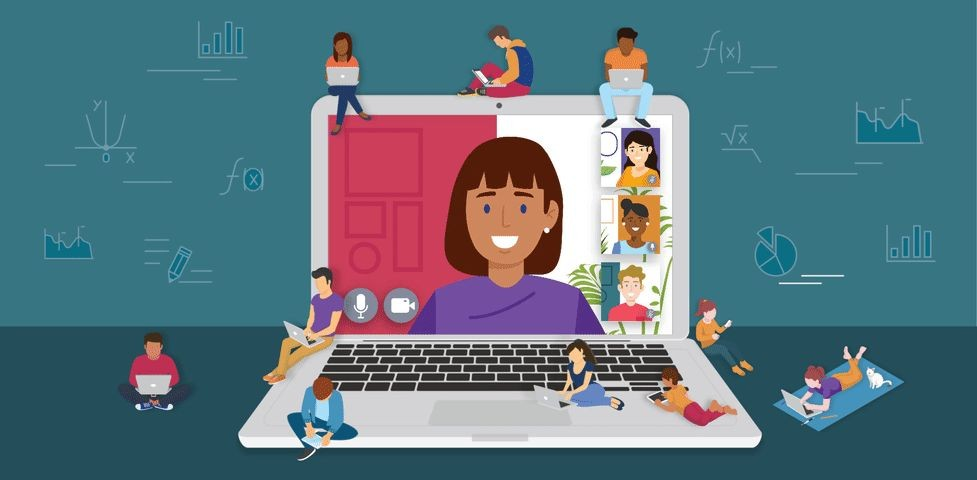 f(x)
y
√x
0 x
f(x)